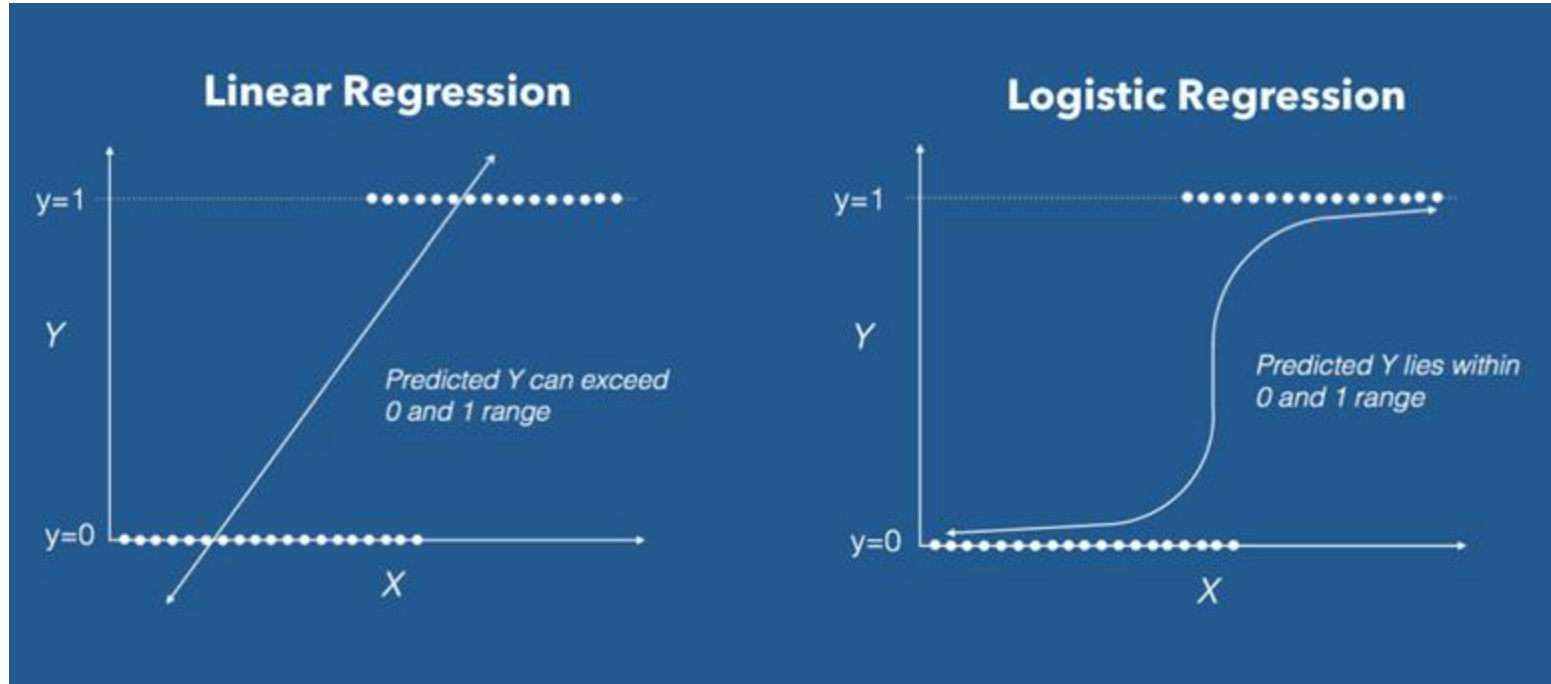 Linear Regression
y=1
Y
Predicted Y can exceed
0 and 1 range
y=0
X
Logistic Regression
y=1
Y
Predicted Y lies within
0 and 1 range
y=0
X